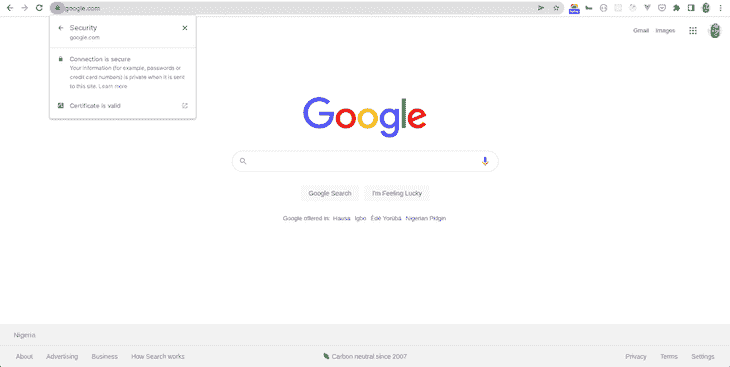 google.com
Security
google.com
Connection is secure
Your information (for example, passwords or
credit card numbers) is private when it is sent
to this site. Learn more
Certificate is valid
Gmail Images
Google
Google Search I'm Feeling Lucky
Google offered in: Hausa Igbo Ẹ̀dè Yorùbá Nigerian Pidgin
Nigeria
About Advertising Business How Search works Carbon neutral since 2007 Privacy Terms Settings